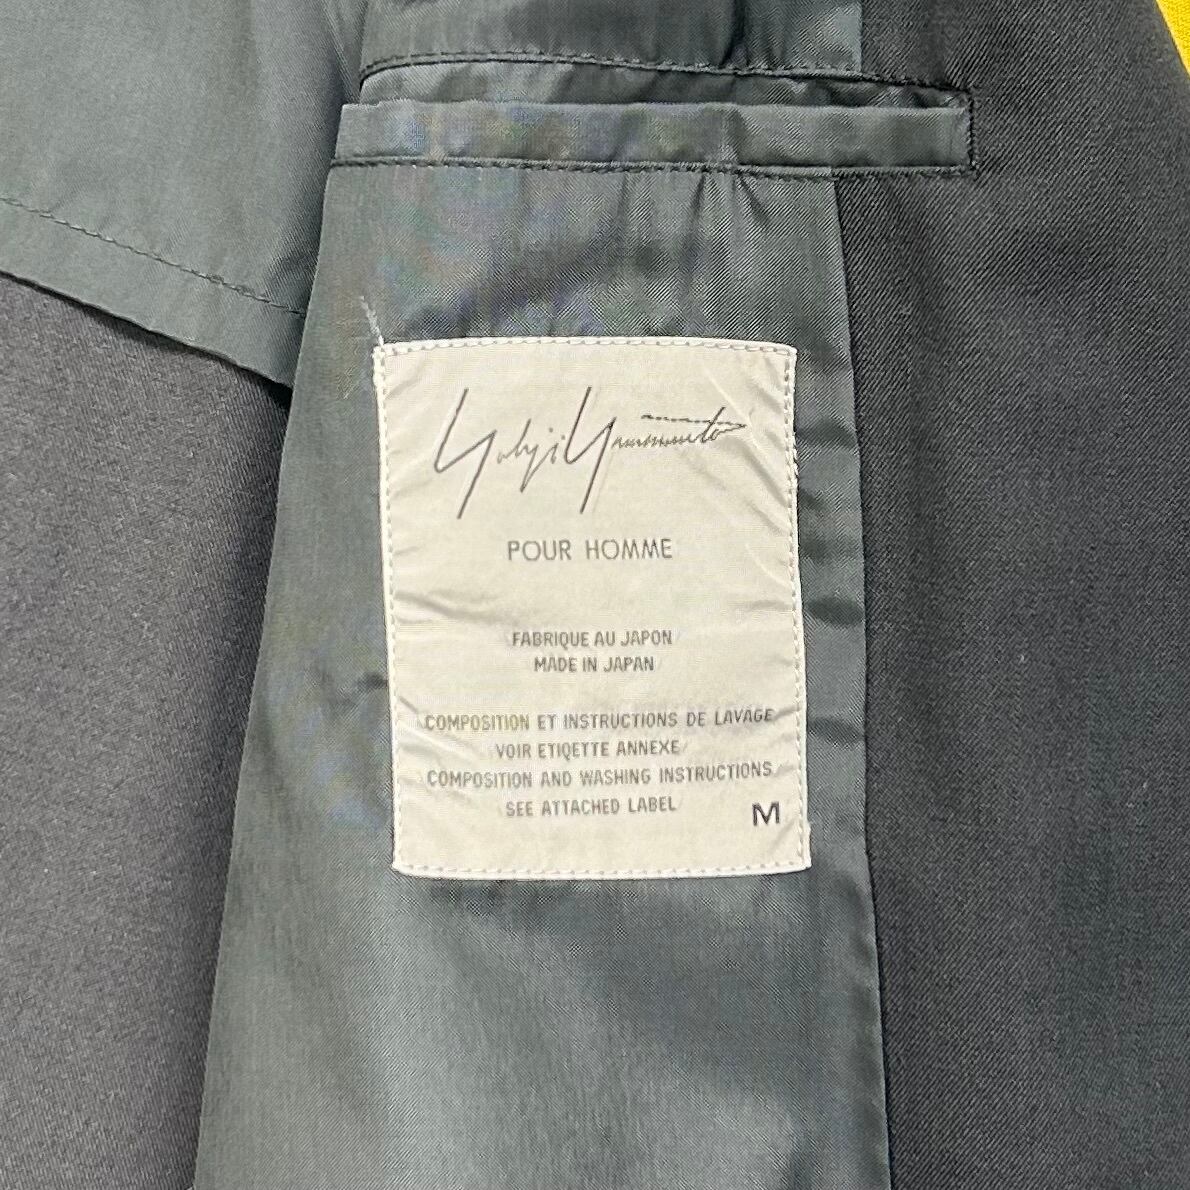 Yohji Yamamoto
POUR HOMME
FABRIQUE AU JAPON
MADE IN JAPAN
COMPOSITION ET INSTRUCTIONS DE LAVAGE
VOIR ETIQETTE ANNEXE
COMPOSITION AND WASHING INSTRUCTIONS
SEE ATTACHED LABEL
M